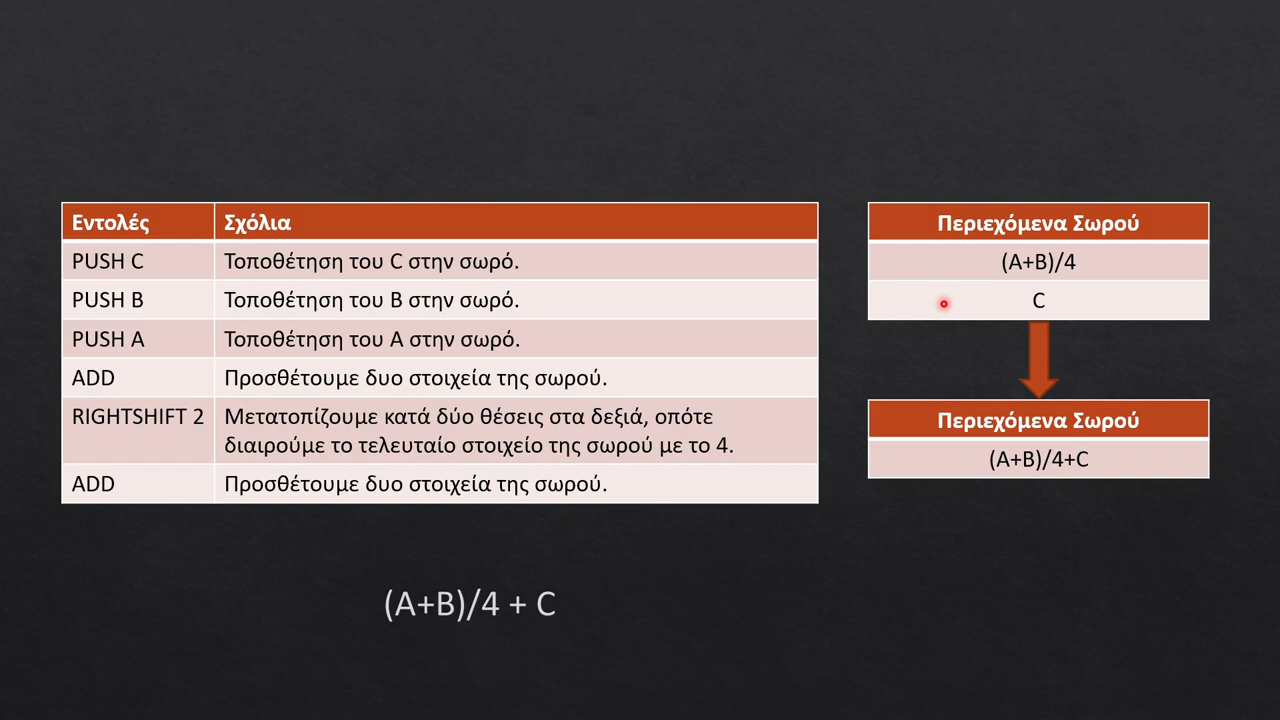 Εντολές Σχόλια
PUSH C Τοποθέτηση του C στην σωρό.
PUSH B Τοποθέτηση του B στην σωρό.
PUSH A Τοποθέτηση του A στην σωρό.
ADD Προσθέτουμε δυο στοιχεία της σωρού.
RIGHTSHIFT 2 Μετατοπίζουμε κατά δύο θέσεις στα δεξιά, οπότε
διαιρούμε το τελευταίο στοιχείο της σωρού με το 4.
ADD Προσθέτουμε δυο στοιχεία της σωρού.
Περιεχόμενα Σωρού
(A+B)/4
C
Περιεχόμενα Σωρού
(A+B)/4+C
(A+B)/4 + C